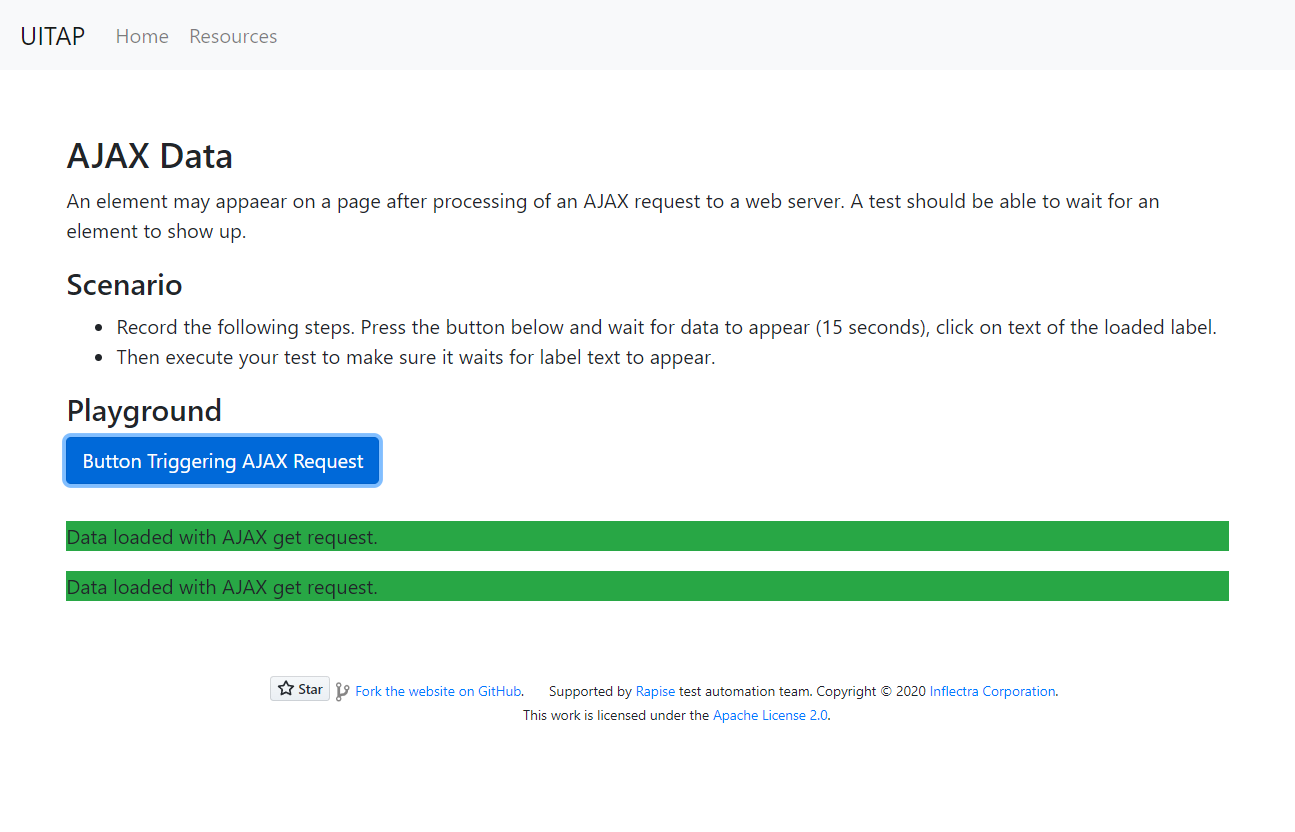 UITAP Home Resources
AJAX Data
An element may appaear on a page after processing of an AJAX request to a web server. A test should be able to wait for an
element to show up.
Scenario
• Record the following steps. Press the button below and wait for data to appear (15 seconds), click on text of the loaded label.
• Then execute your test to make sure it waits for label text to appear.
Playground
Button Triggering AJAX Request
Data loaded with AJAX get request.
Data loaded with AJAX get request.
Star Fork the website on GitHub. Supported by Rapise test automation team. Copyright © 2020 Inflectra Corporation.
This work is licensed under the Apache License 2.0.